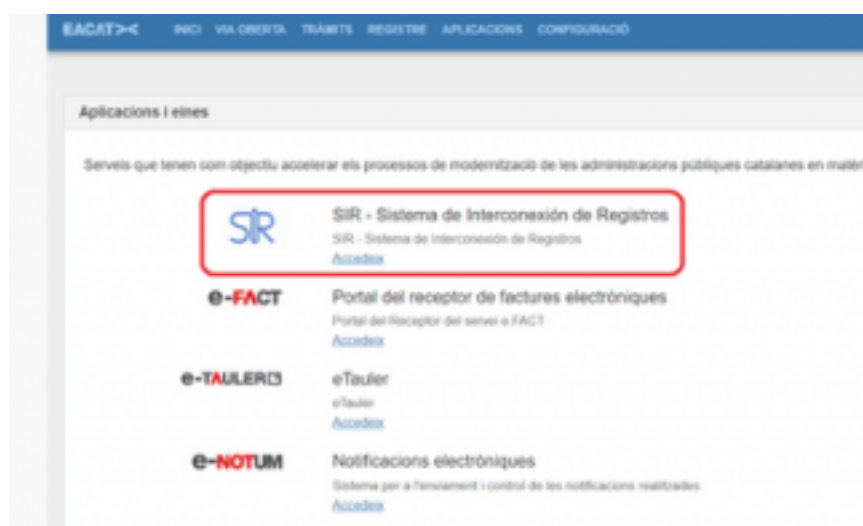 EACAT INICI VIA OBERTA TRÀMITS REGISTRE APLICACIONS CONFIGURACIÓ
Aplicacions i eines
Serveis que tenen com objectiu accelerar els processos de modernització de les administracions públiques catalanes en matèr
SIR SIR - Sistema de Interconexión de Registros
SIR - Sistema de Interconexión de Registros
Accedeix
e-FACT Portal del receptor de factures electròniques
Portal del Receptor del servei e.FACT
Accedeix
e-TAULER eTauler
eTauler
Accedeix
e-NOTUM Notificacions electròniques
Sistema per a l'enviament i control de les notificacions realitzades
Accedeix